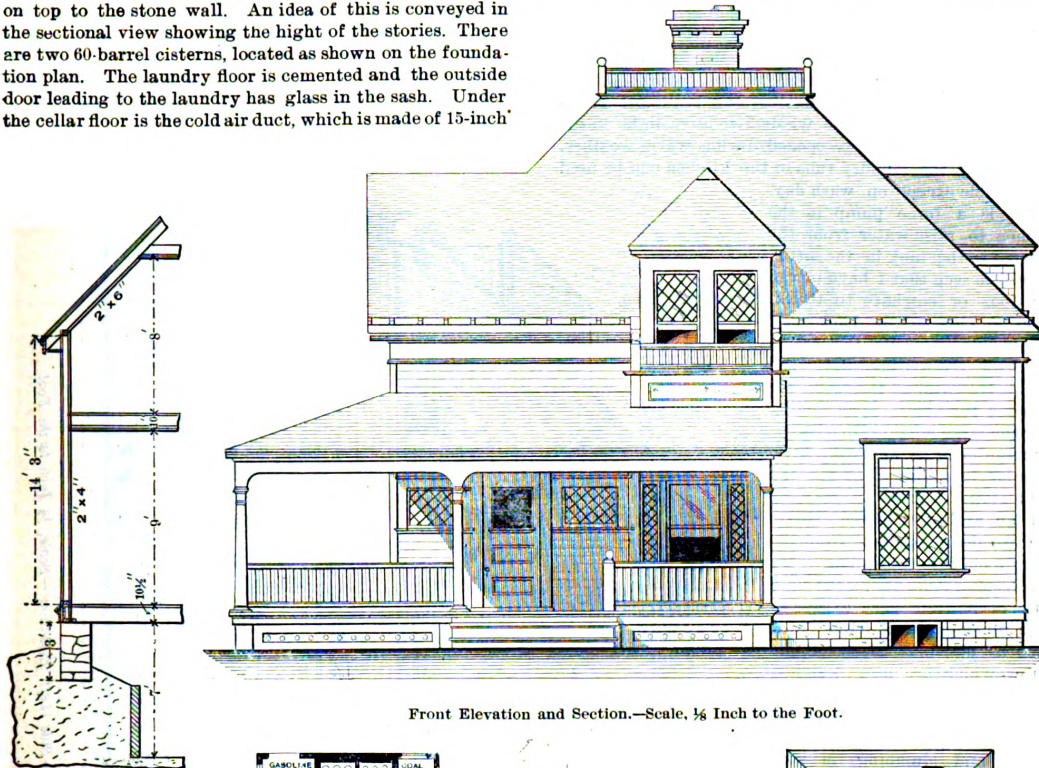 on top to the stone wall. An idea of this is conveyed in
the sectional view showing the hight of the stories. There
are two 60-barrel cisterns, located as shown on the founda-
tion plan. The laundry floor is cemented and the outside
door leading to the laundry has glass in the sash. Under
the cellar floor is the cold air duct, which is made of 15-inch
2" x 6"
8'
10"
14' 3"
2" x 4"
9'
10½"
3'
7'
Front Elevation and Section.—Scale, ⅛ Inch to the Foot.
GASOLINE
COAL